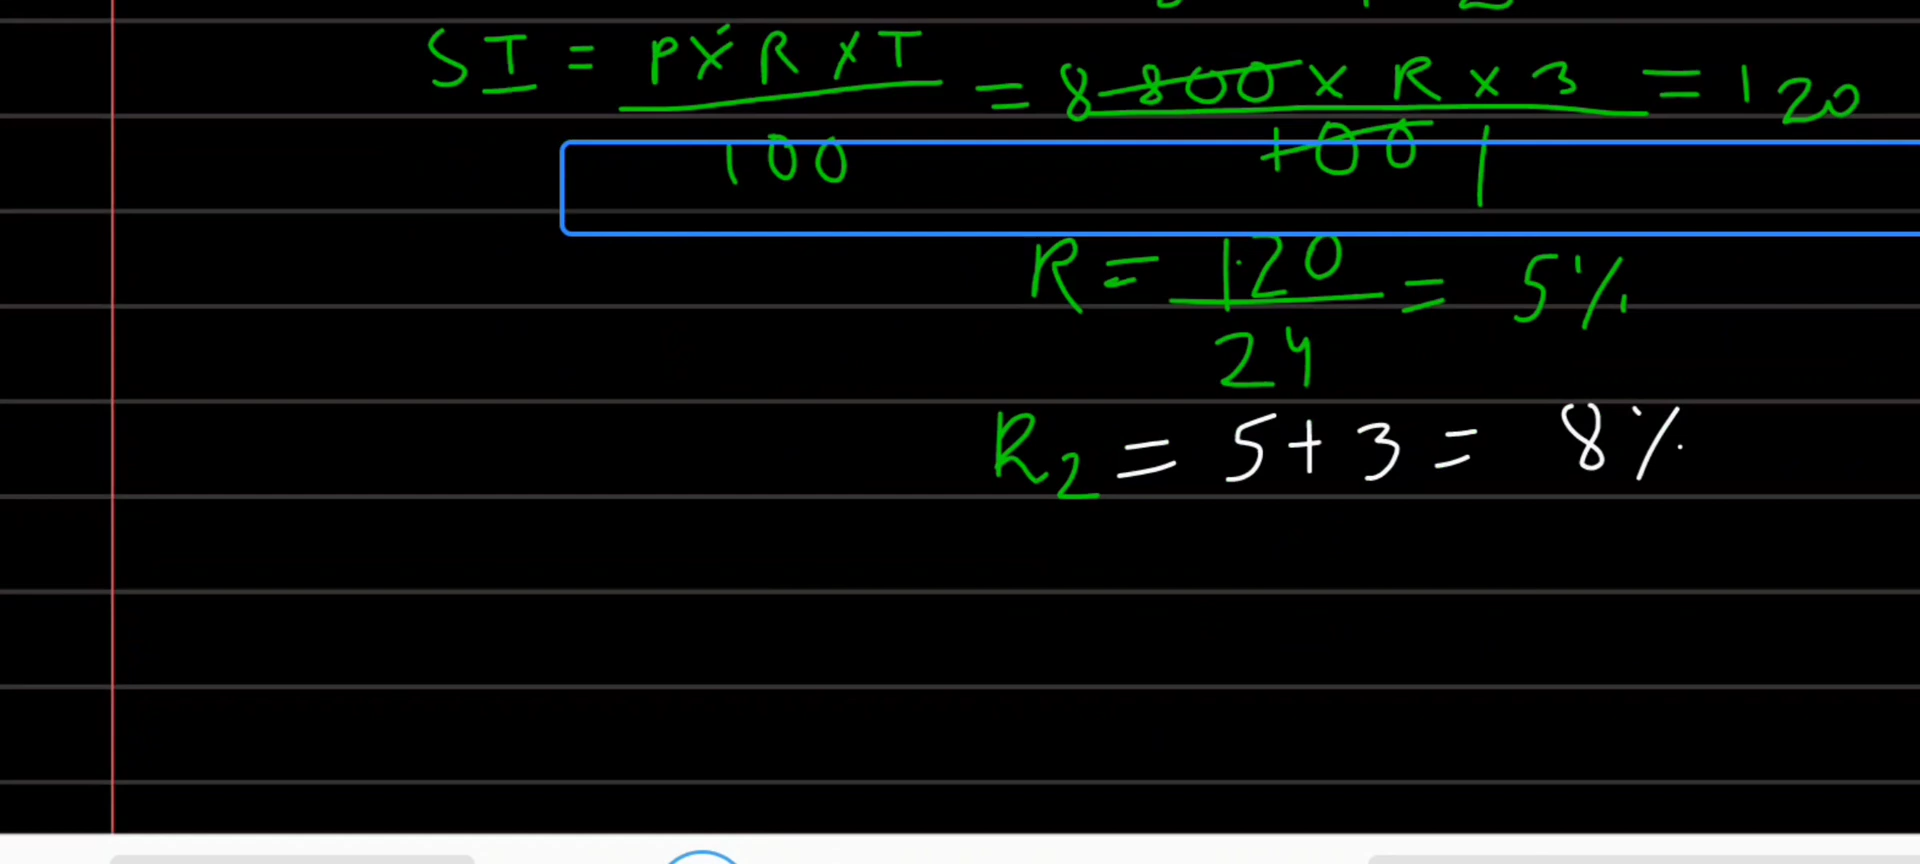 SI = P X R X T = 8 800 X R X 3 = 120
100 100 1
R = 120 = 5%
24
R2 = 5+3 = 8%